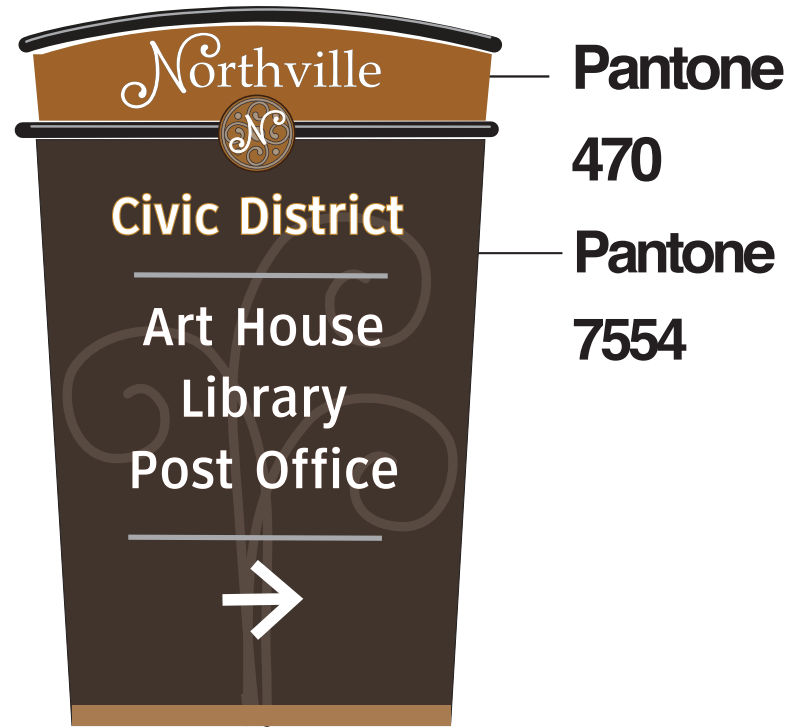 Northville
N
Civic District
Art House
Library
Post Office
Pantone
470
Pantone
7554